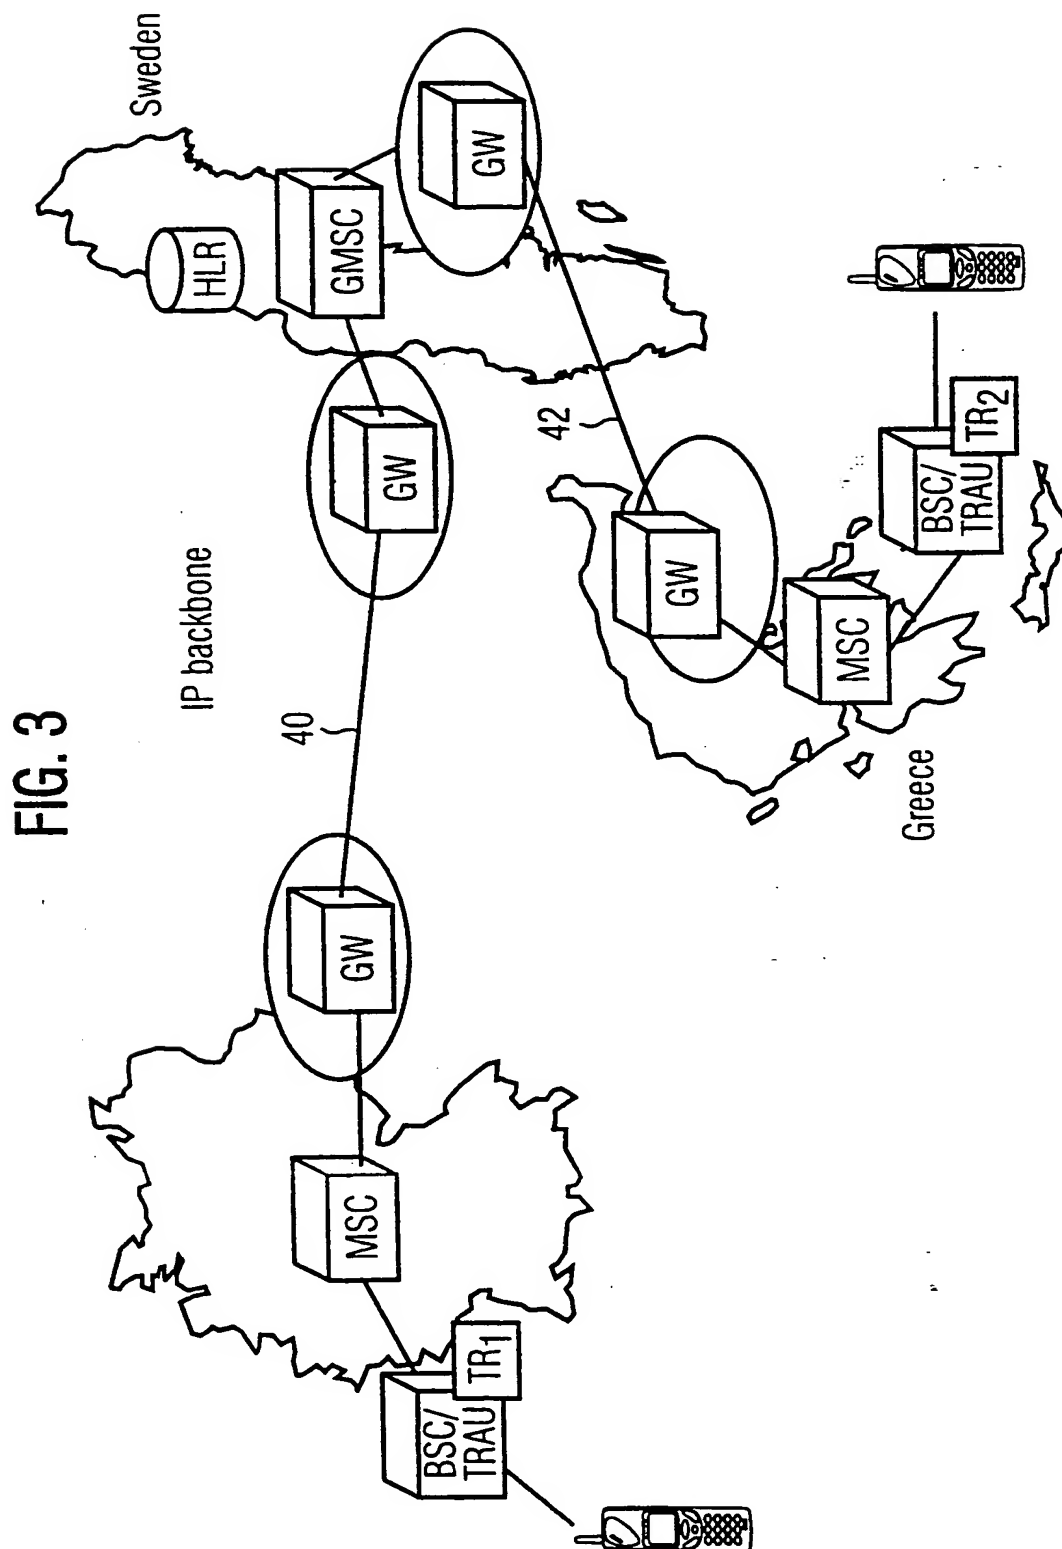 FIG. 3
IP backbone
Sweden
HLR
GMSC
GW
GW
40
GW
MSC
BSC/
TRAU
TR1
42
GW
MSC
BSC/
TRAU
TR2
Greece